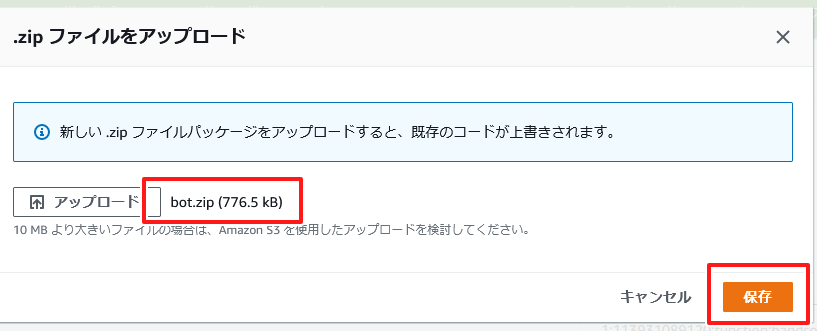 .zip ファイルをアップロード
新しい .zip ファイルパッケージをアップロードすると、既存のコードが上書きされます。
アップロード bot.zip (776.5 kB)
10 MB より大きいファイルの場合は、Amazon S3 を使用したアップロードを検討してください。
キャンセル 保存